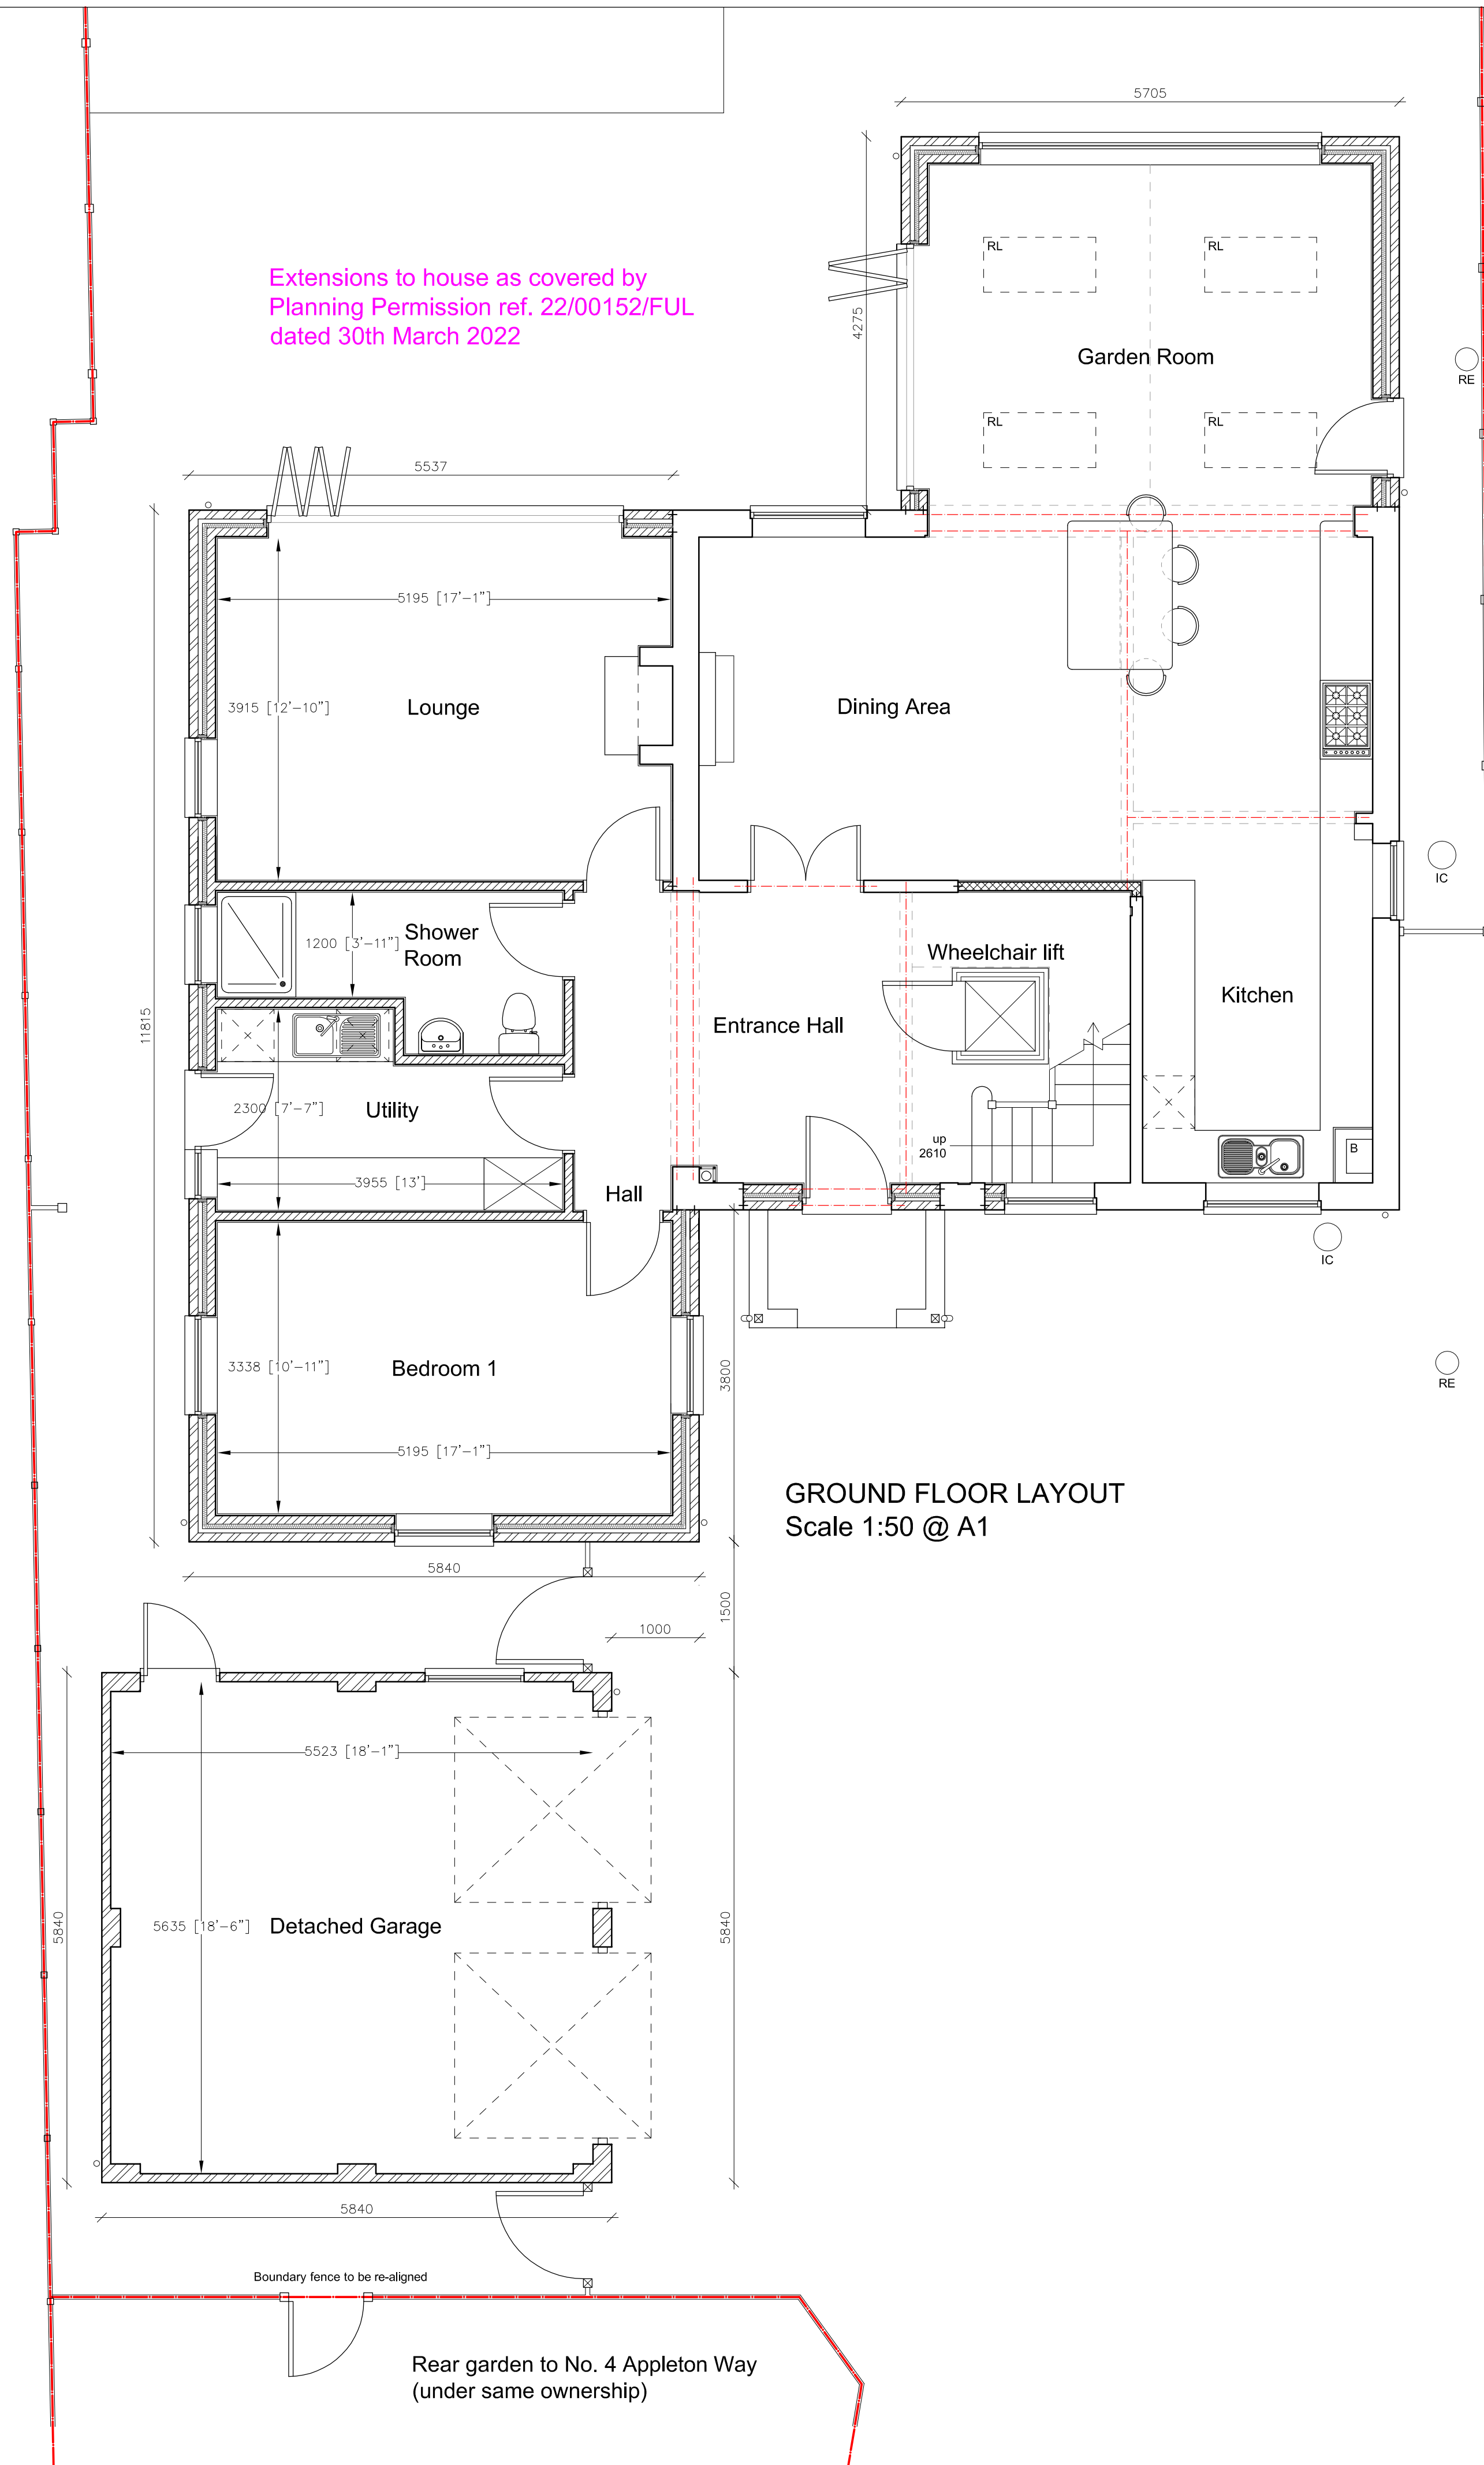 5705
Extensions to house as covered by
Planning Permission ref. 22/00152/FUL
dated 30th March 2022
4275
RL
RL
Garden Room
RE
RL
RL
5537
5195 [17'-1"]
3915 [12'-10"]
Lounge
Dining Area
IC
Shower
Room
1200 [3'-11"]
Wheelchair lift
Kitchen
11815
Entrance Hall
2300 [7'-7"]
Utility
up
2610
B
3955 [13']
Hall
IC
3338 [10'-11"]
Bedroom 1
3800
RE
5195 [17'-1"]
GROUND FLOOR LAYOUT
Scale 1:50 @ A1
5840
1500
1000
5523 [18'-1"]
5840
5635 [18'-6"]
Detached Garage
5840
5840
Boundary fence to be re-aligned
Rear garden to No. 4 Appleton Way
(under same ownership)